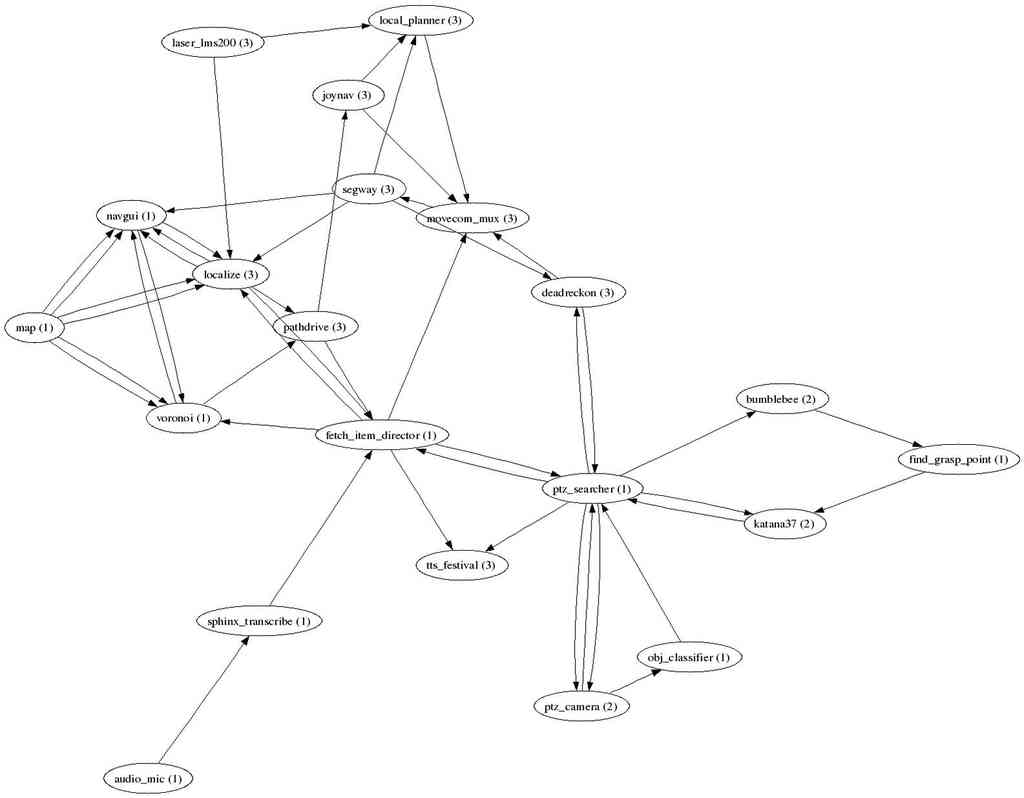 local_planner (3)
laser_lms200 (3)
joynav (3)
segway (3)
navgui (1)
movecom_mux (3)
localize (3)
deadreckon (3)
map (1)
pathdrive (3)
bumblebee (2)
voronoi (1)
fetch_item_director (1)
find_grasp_point (1)
ptz_searcher (1)
katana37 (2)
tts_festival (3)
sphinx_transcribe (1)
obj_classifier (1)
ptz_camera (2)
audio_mic (1)